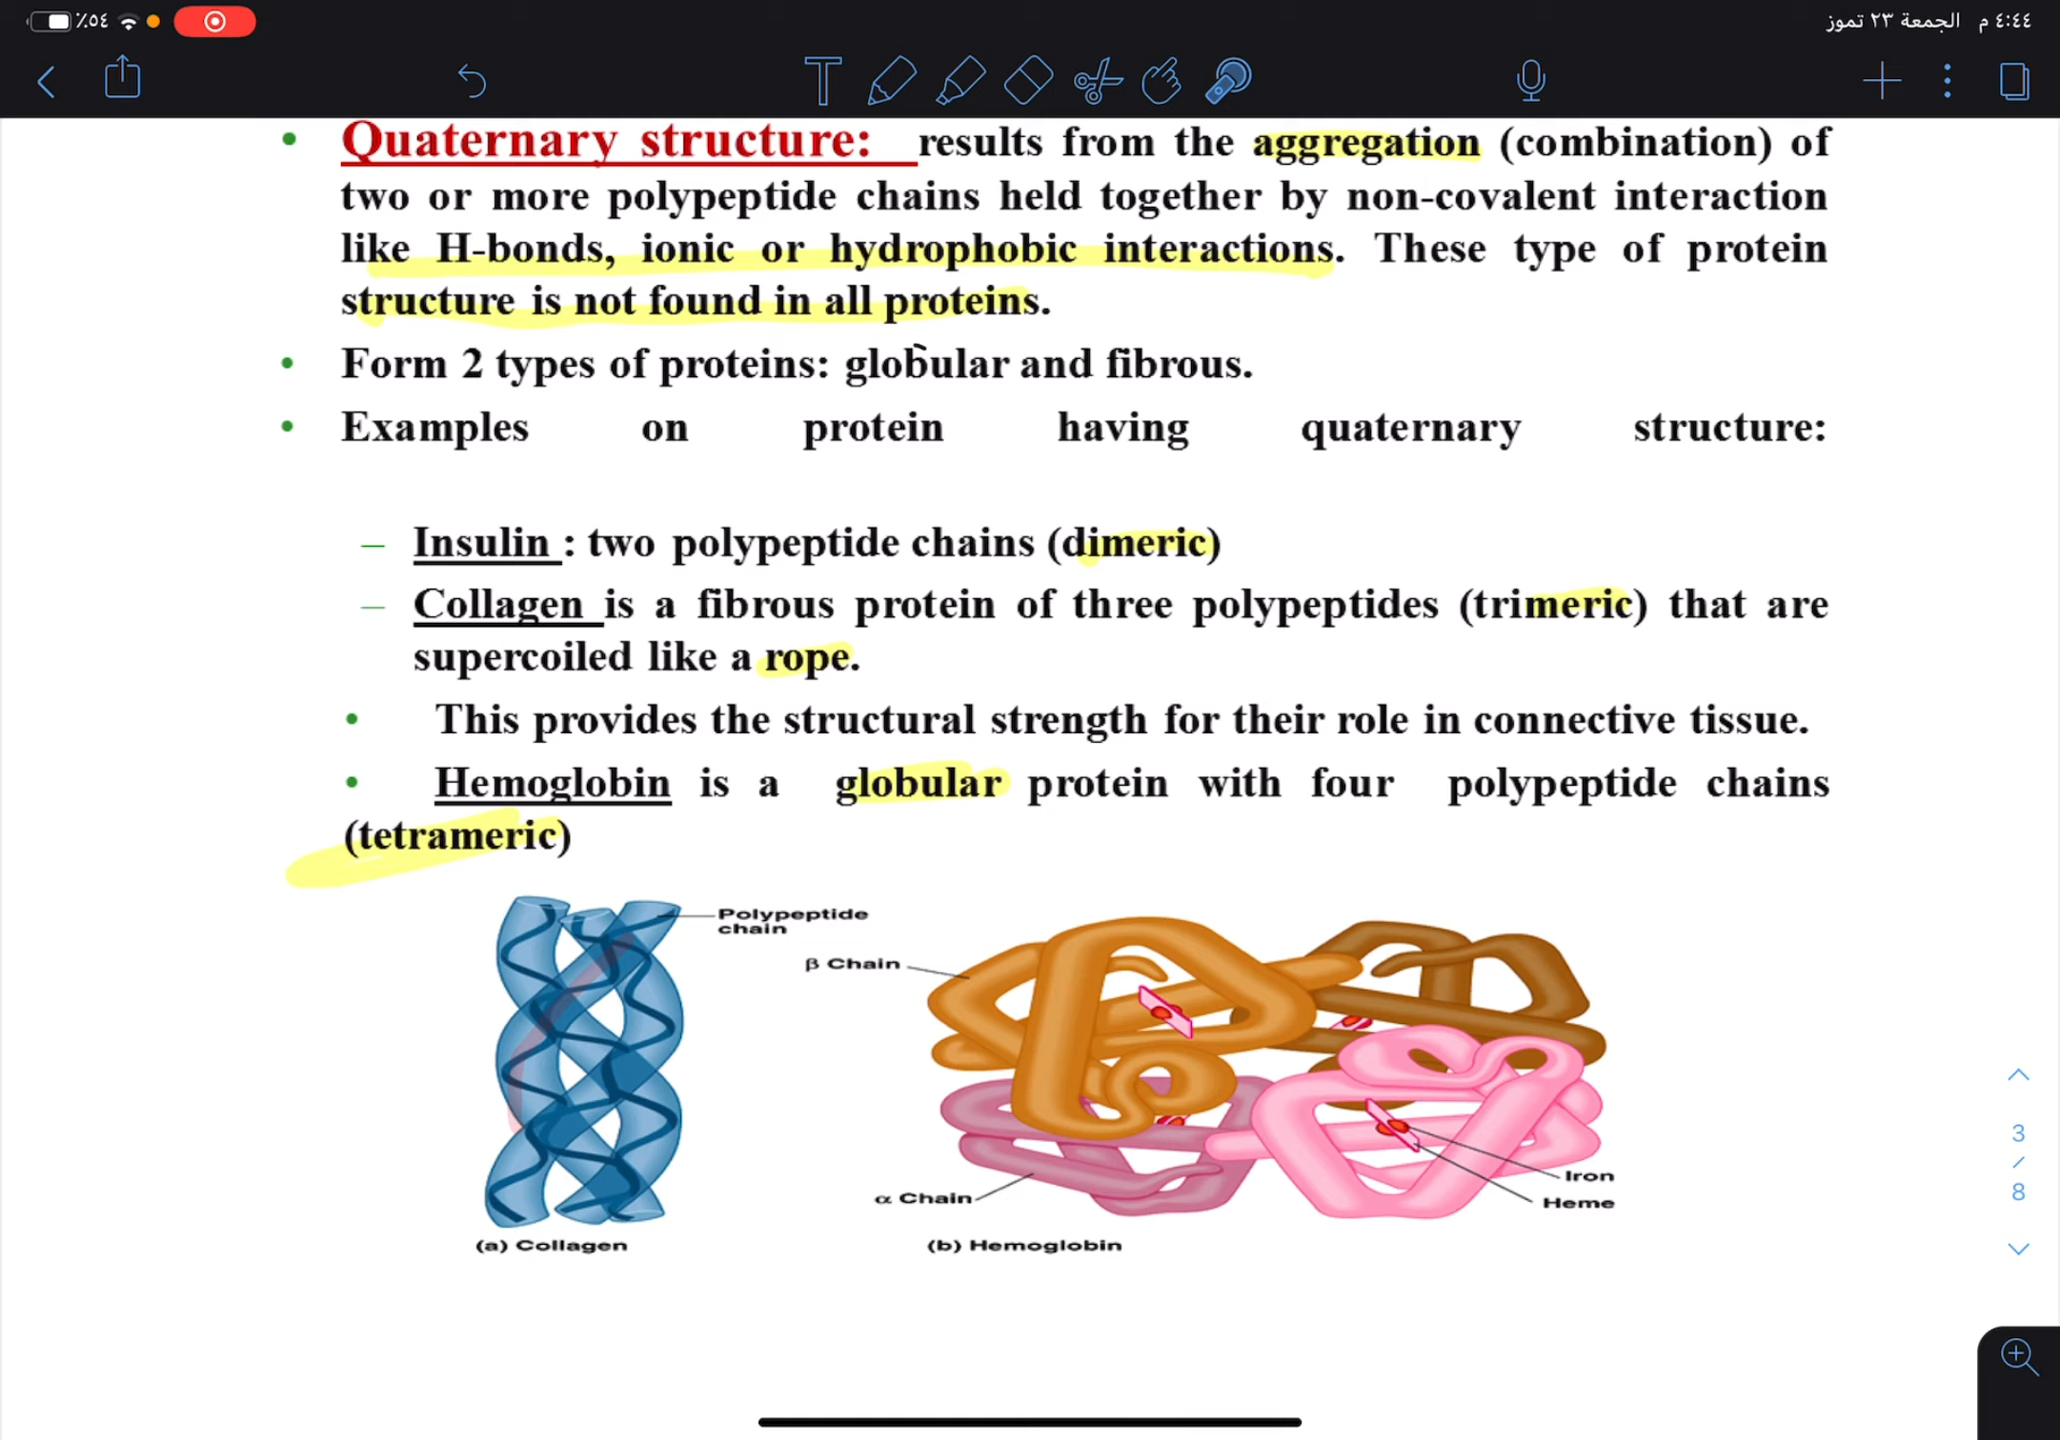 ٪٥٤
٤:٤٤ م الجمعة ٢٣ تموز
T
• Quaternary structure: results from the aggregation (combination) of
two or more polypeptide chains held together by non-covalent interaction
like H-bonds, ionic or hydrophobic interactions. These type of protein
structure is not found in all proteins.
• Form 2 types of proteins: globular and fibrous.
• Examples on protein having quaternary structure:
– Insulin : two polypeptide chains (dimeric)
– Collagen is a fibrous protein of three polypeptides (trimeric) that are
supercoiled like a rope.
• This provides the structural strength for their role in connective tissue.
• Hemoglobin is a globular protein with four polypeptide chains
(tetrameric)
Polypeptide
chain
β Chain
α Chain
Iron
Heme
(a) Collagen
(b) Hemoglobin
3
/
8